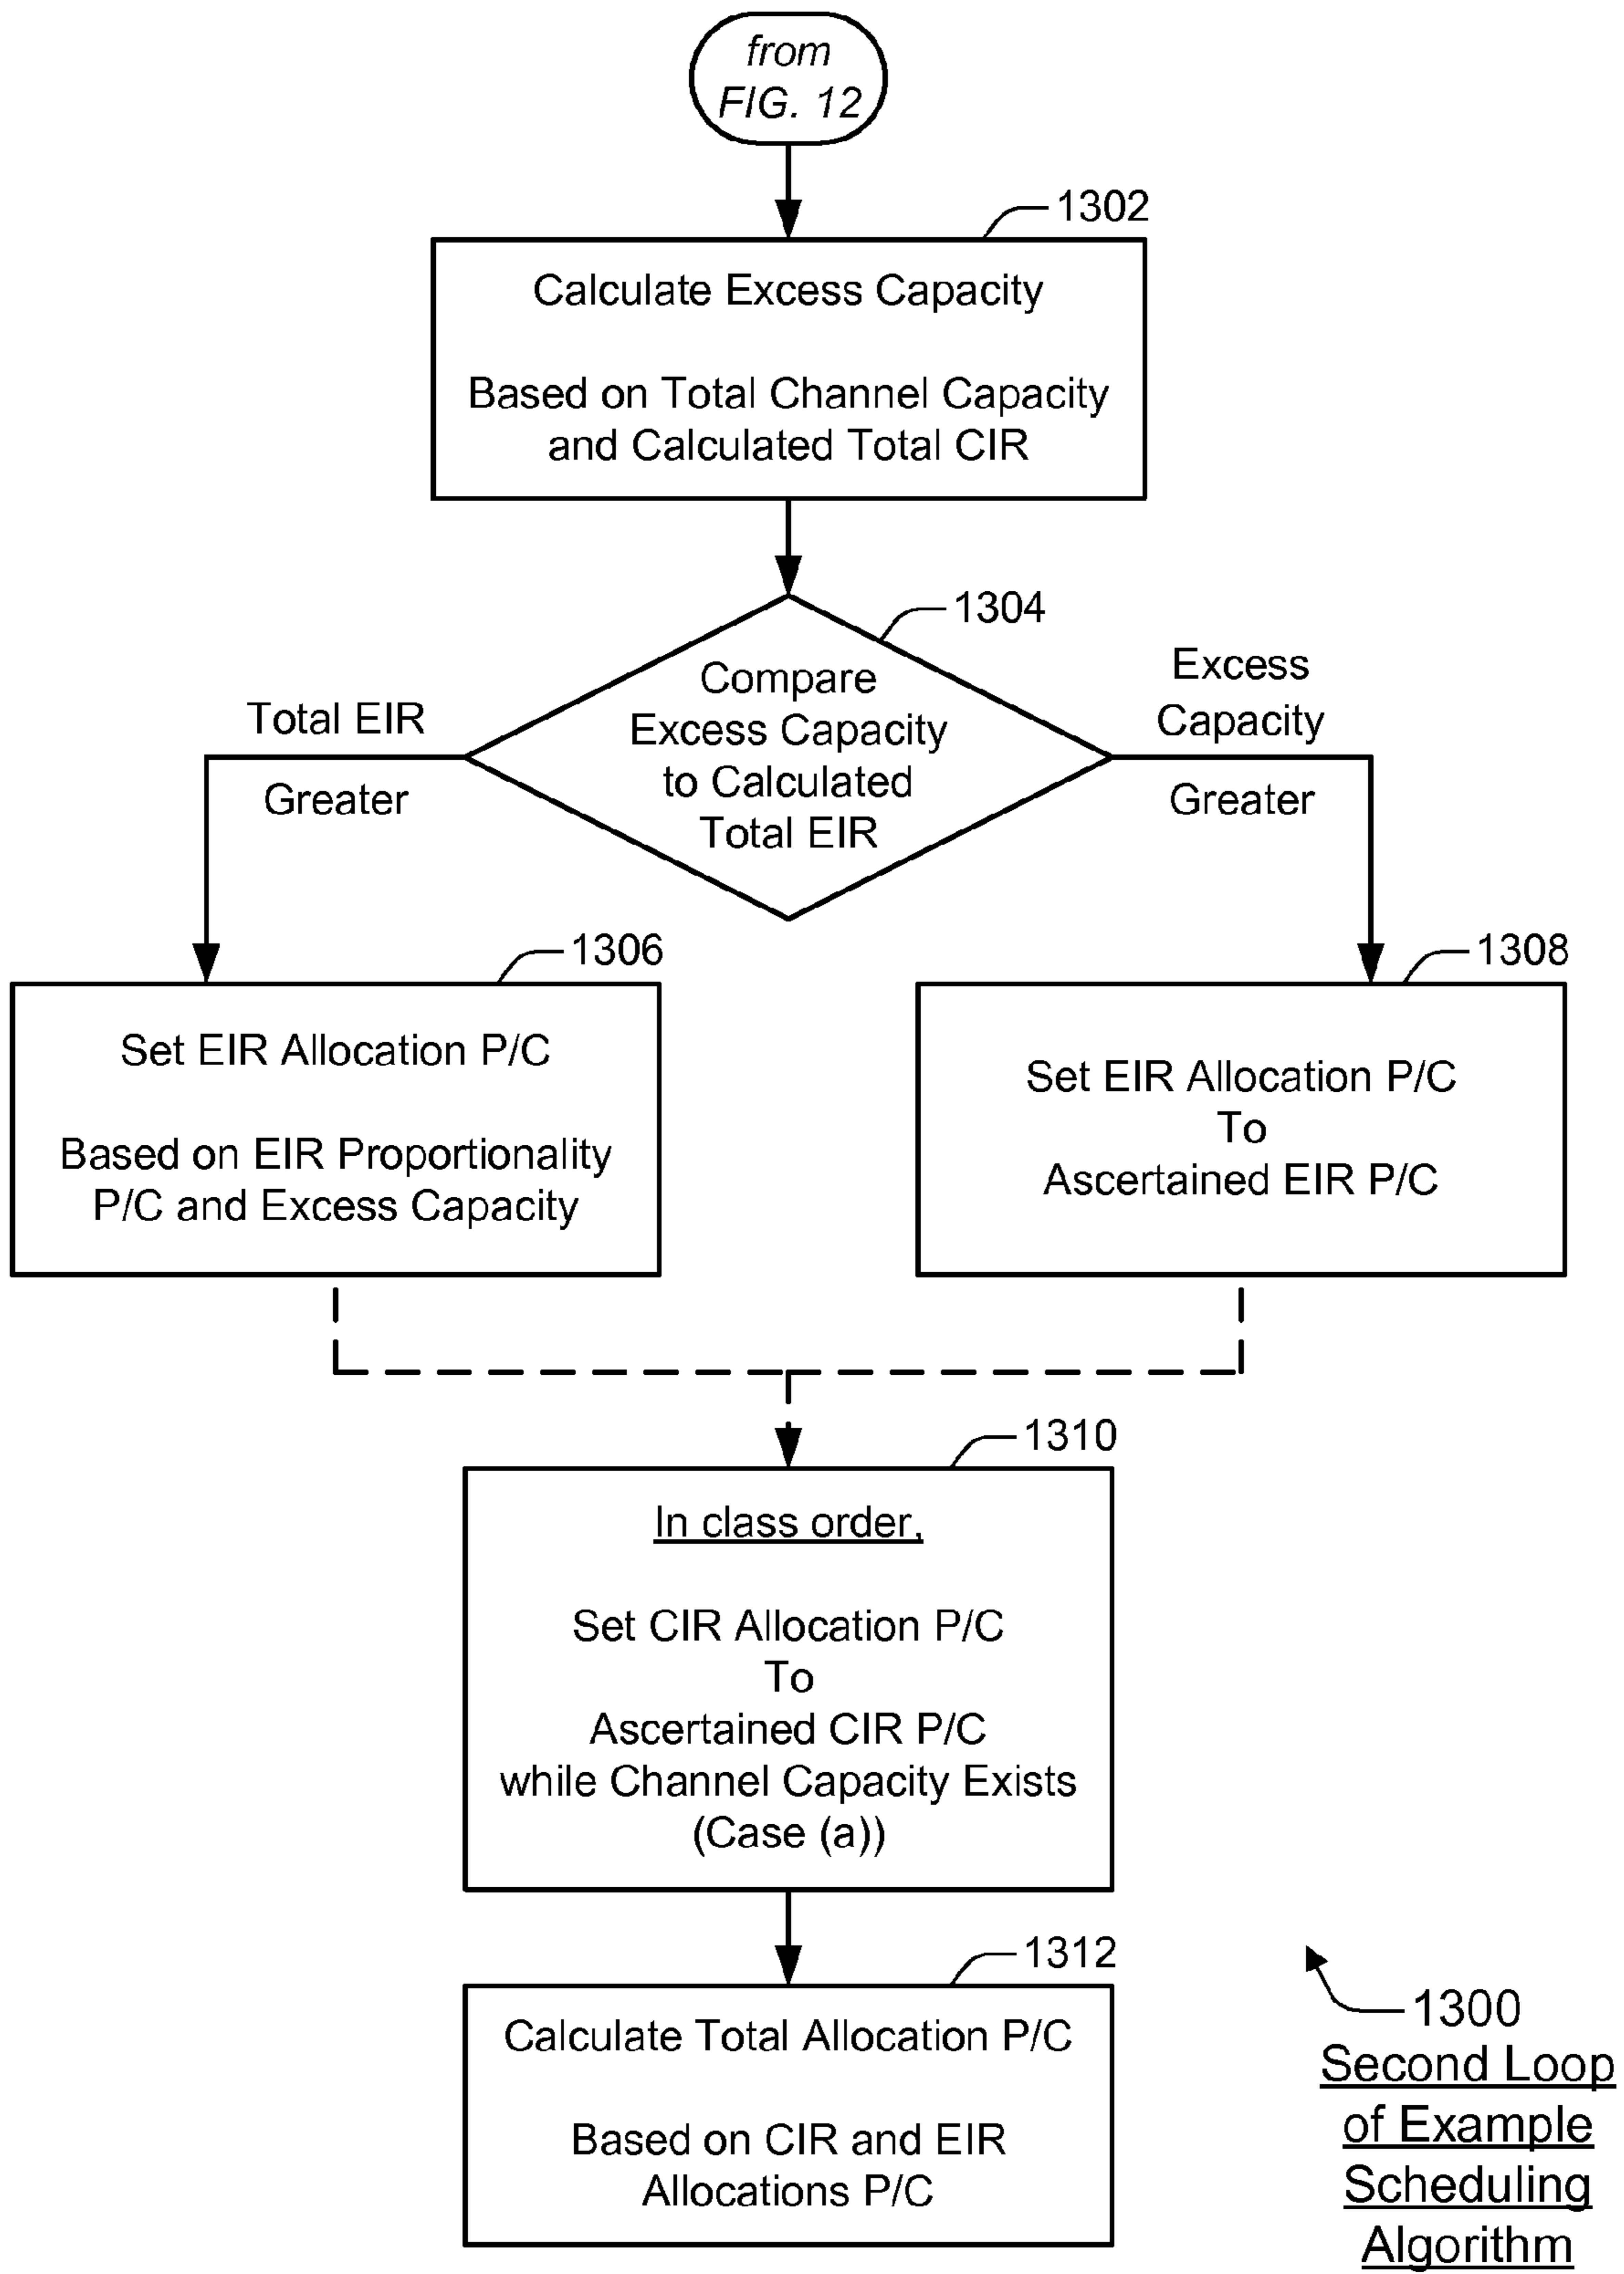 from
FIG. 12
1302
Calculate Excess Capacity
Based on Total Channel Capacity
and Calculated Total CIR
1304
Compare
Excess Capacity
to Calculated
Total EIR
Total EIR
Greater
Excess
Capacity
Greater
1306
Set EIR Allocation P/C
Based on EIR Proportionality
P/C and Excess Capacity
1308
Set EIR Allocation P/C
To
Ascertained EIR P/C
1310
In class order,
Set CIR Allocation P/C
To
Ascertained CIR P/C
while Channel Capacity Exists
(Case (a))
1312
Calculate Total Allocation P/C
Based on CIR and EIR
Allocations P/C
1300
Second Loop
of Example
Scheduling
Algorithm